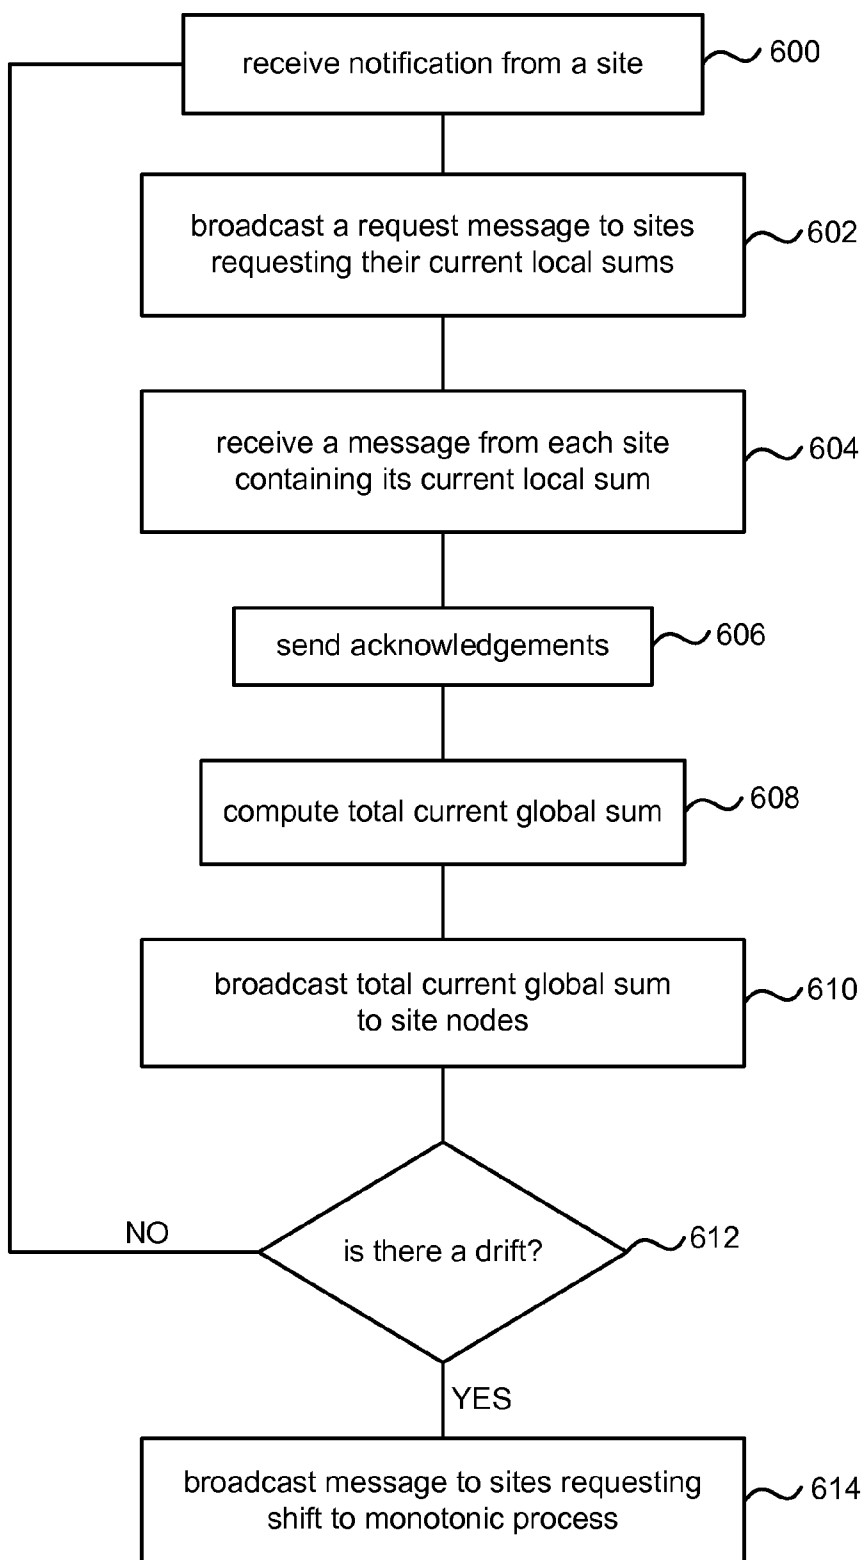 receive notification from a site
600
broadcast a request message to sites
requesting their current local sums
602
receive a message from each site
containing its current local sum
604
send acknowledgements
606
compute total current global sum
608
broadcast total current global sum
to site nodes
610
NO
is there a drift?
612
YES
broadcast message to sites requesting
shift to monotonic process
614